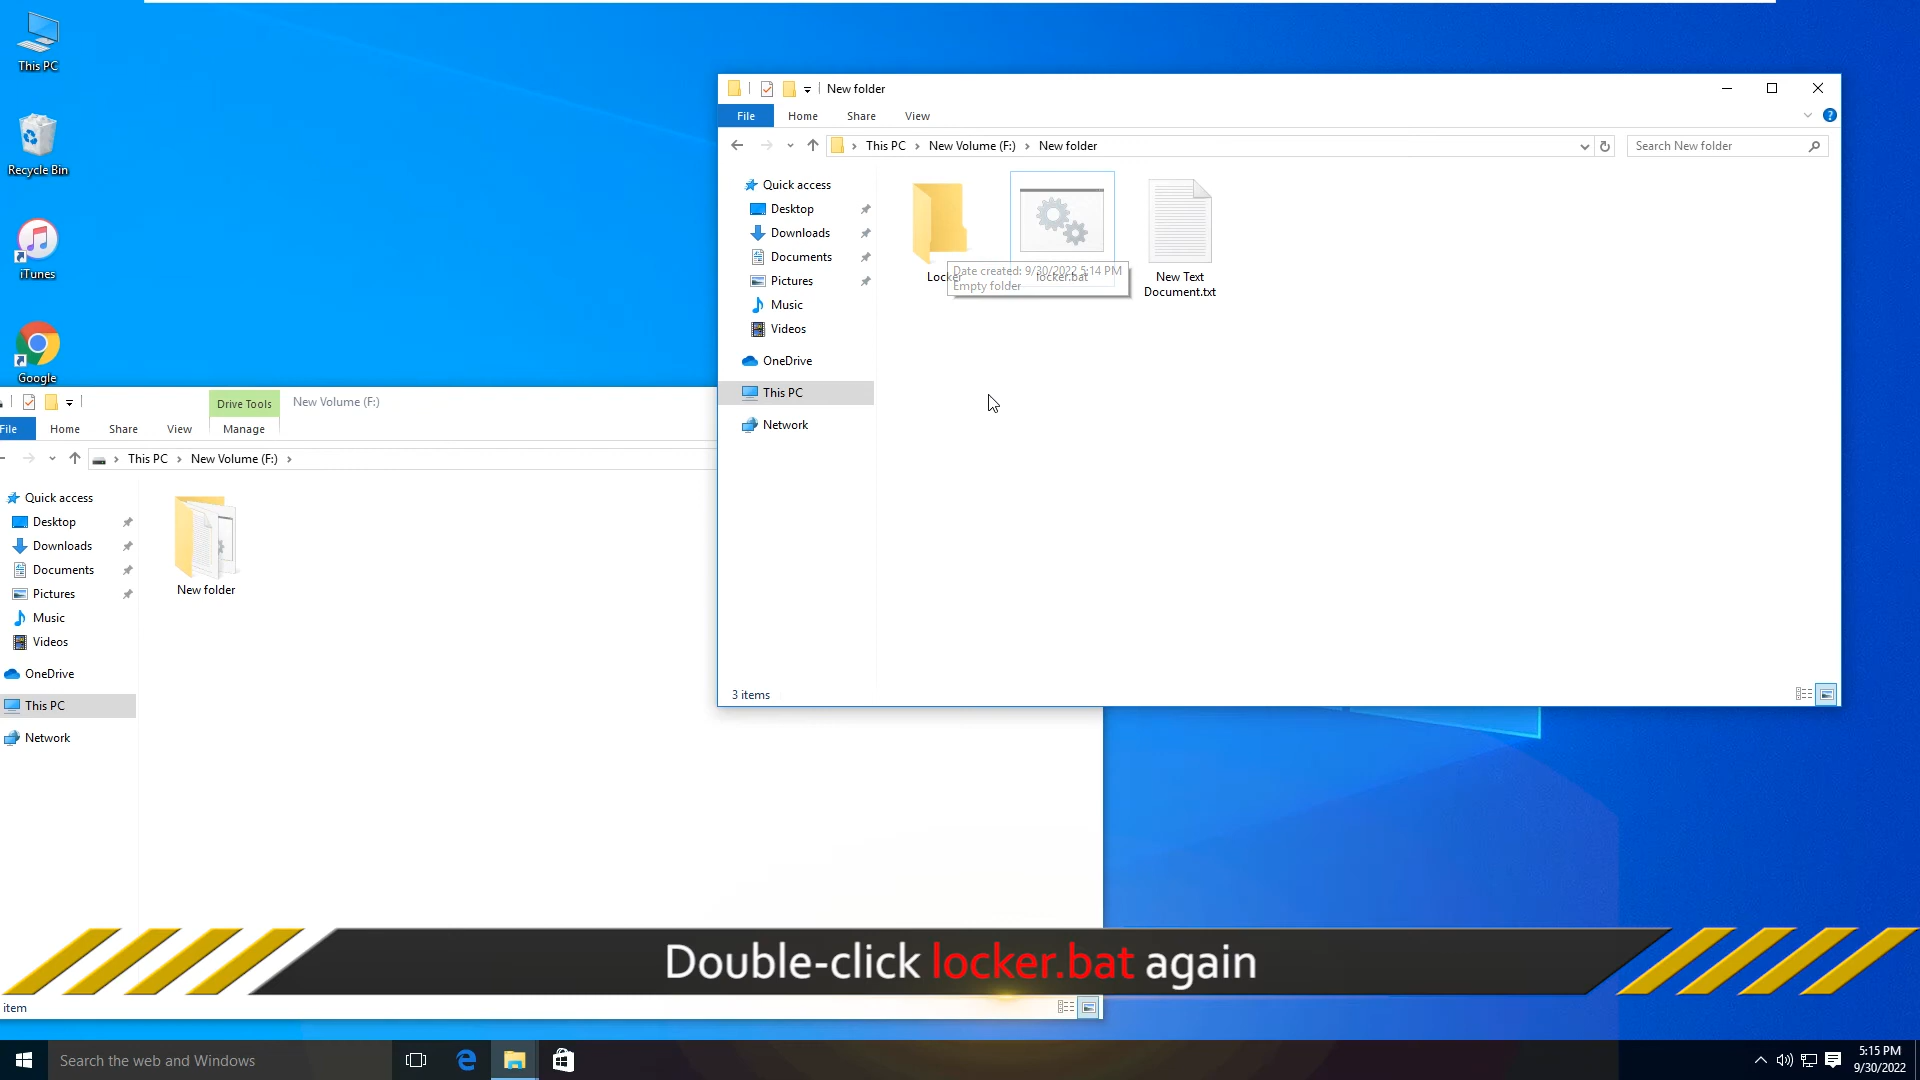 This PC
Recycle Bin
iTunes
Google
New folder
File
Home
Share
View
This PC
New Volume (F:)
New folder
Search New folder
Quick access
Desktop
Downloads
Documents
Pictures
Music
Videos
OneDrive
This PC
Network
Locker
locker.bat
Date created: 9/30/2022 5:14 PM
Empty folder
New Text
Document.txt
3 items
Drive Tools
New Volume (F:)
File
Home
Share
View
Manage
This PC
New Volume (F:)
Quick access
Desktop
Downloads
Documents
Pictures
Music
Videos
OneDrive
This PC
Network
New folder
Double-click locker.bat again
item
Search the web and Windows
5:15 PM
9/30/2022